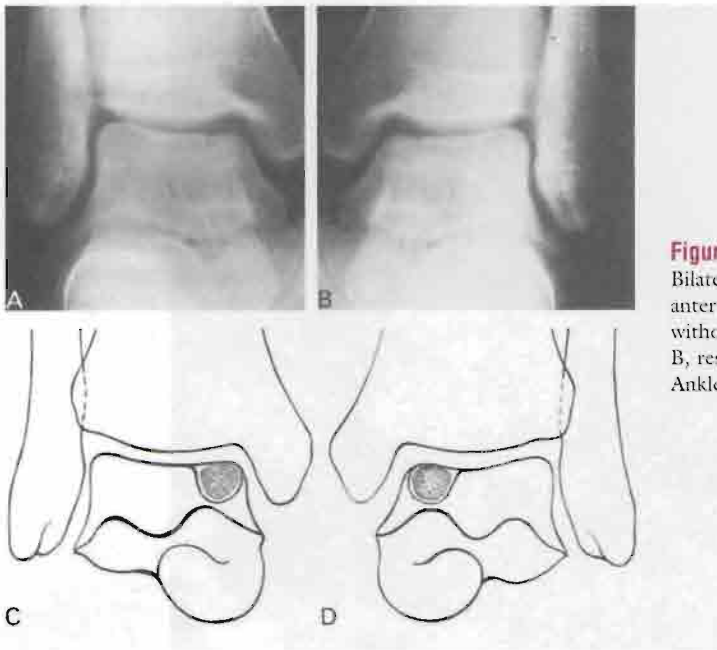 A
B
C
D
Figur
Bilate
anter
witho
B, res
Ankle